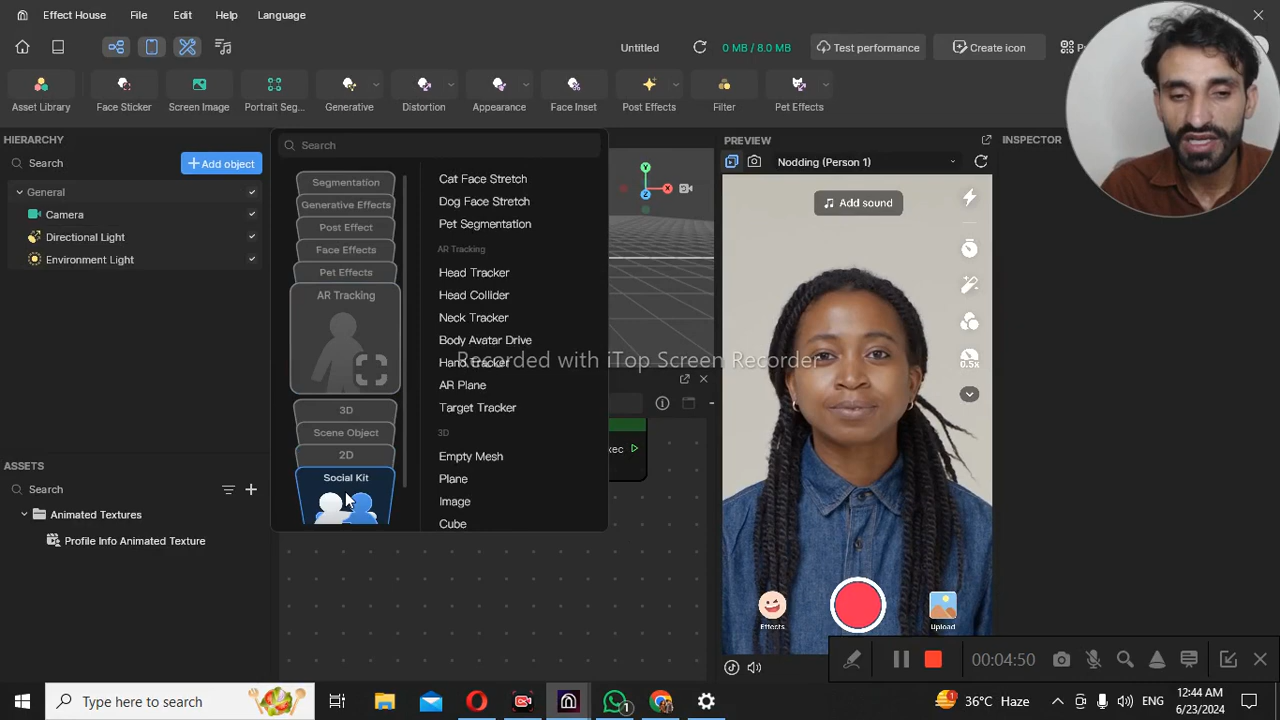 Effect House File Edit Help Language
Untitled 0 MB / 8.0 MB Test performance Create icon
Asset Library Face Sticker Screen Image Portrait Seg... Generative Distortion Appearance Face Inset Post Effects Filter Pet Effects
HIERARCHY
Search + Add object
General
Camera
Directional Light
Environment Light
ASSETS
Search
Animated Textures
Profile Info Animated Texture
Search
Segmentation
Generative Effects
Post Effect
Face Effects
Pet Effects
AR Tracking
3D
Scene Object
2D
Social Kit
Cat Face Stretch
Dog Face Stretch
Pet Segmentation
AR Tracking
Head Tracker
Head Collider
Neck Tracker
Body Avatar Drive
Hand Tracker
AR Plane
Target Tracker
3D
Empty Mesh
Plane
Image
Cube
Y
X
Z
Recorded with iTop Screen Recorder
PREVIEW
Nodding (Person 1)
Add sound
0.5x
Effects
Upload
INSPECTOR
00:04:50
Type here to search
1
1
36°C Haze
ENG
12:44 AM
6/23/2024